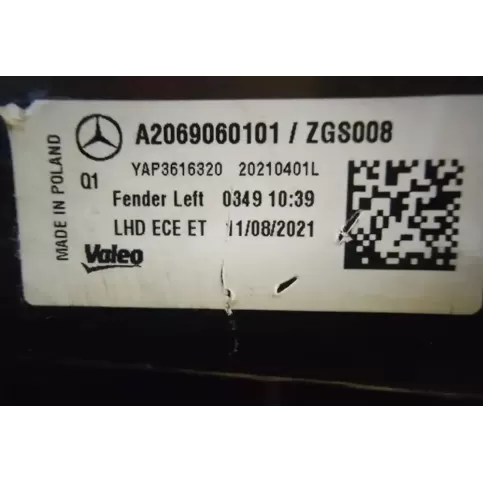 MADE IN POLAND
A2069060101 / ZGS008
YAP3616320 20210401L
Q1
Fender Left 0349 10:39
LHD ECE ET 11/08/2021
Valeo